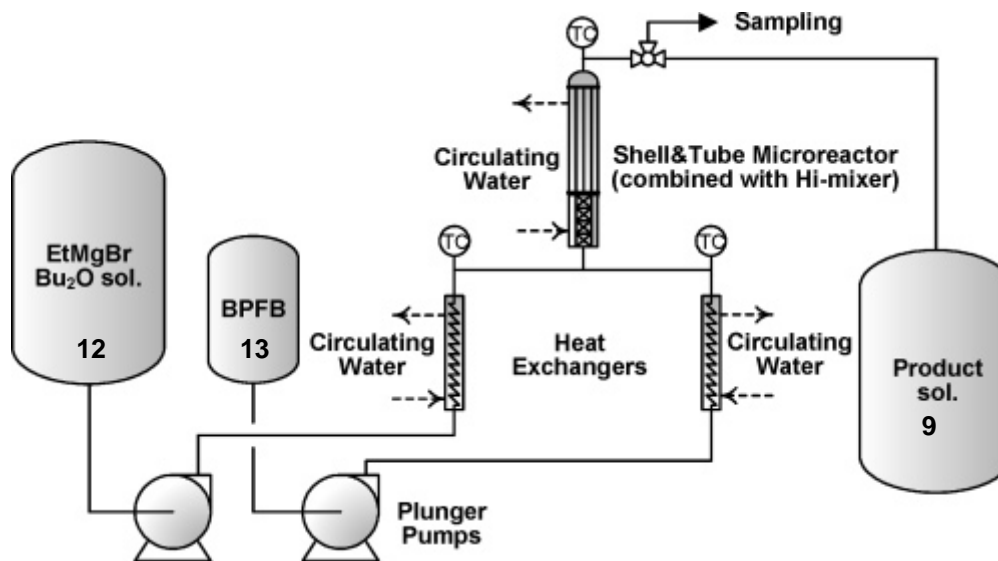 TC
Sampling
Circulating
Water
Shell&Tube Microreactor
(combined with Hi-mixer)
EtMgBr
Bu₂O sol.
12
BPFB
13
TC
TC
Circulating
Water
Heat
Exchangers
Circulating
Water
Product
sol.
9
Plunger
Pumps